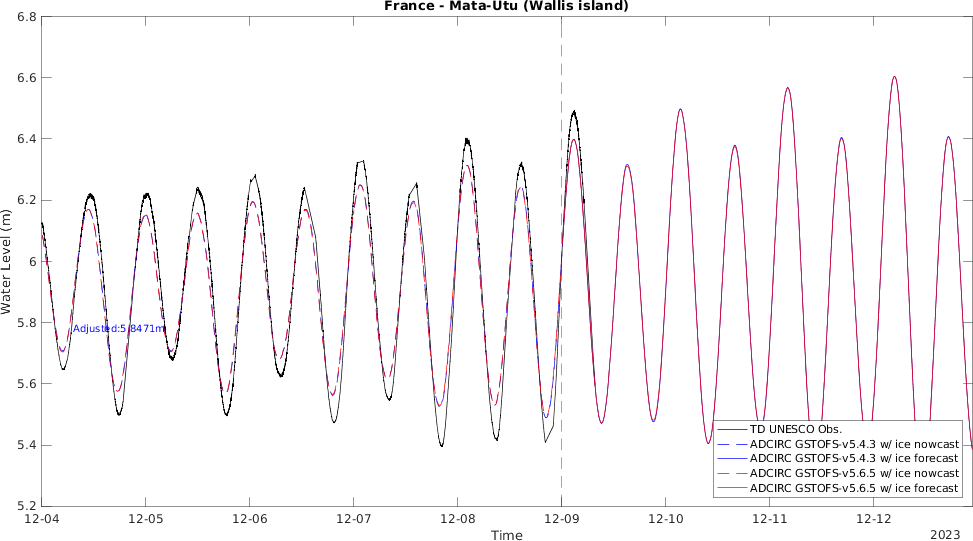 France - Mata-Utu (Wallis island)
6.8
6.6
6.4
6.2
6
5.8
5.6
5.4
5.2
Water Level (m)
Adjusted:5.8471m
TD UNESCO Obs.
ADCIRC GSTOFS-v5.4.3 w/ ice nowcast
ADCIRC GSTOFS-v5.4.3 w/ ice forecast
ADCIRC GSTOFS-v5.6.5 w/ ice nowcast
ADCIRC GSTOFS-v5.6.5 w/ ice forecast
12-04 12-05 12-06 12-07 12-08 12-09 12-10 12-11 12-12
Time
2023